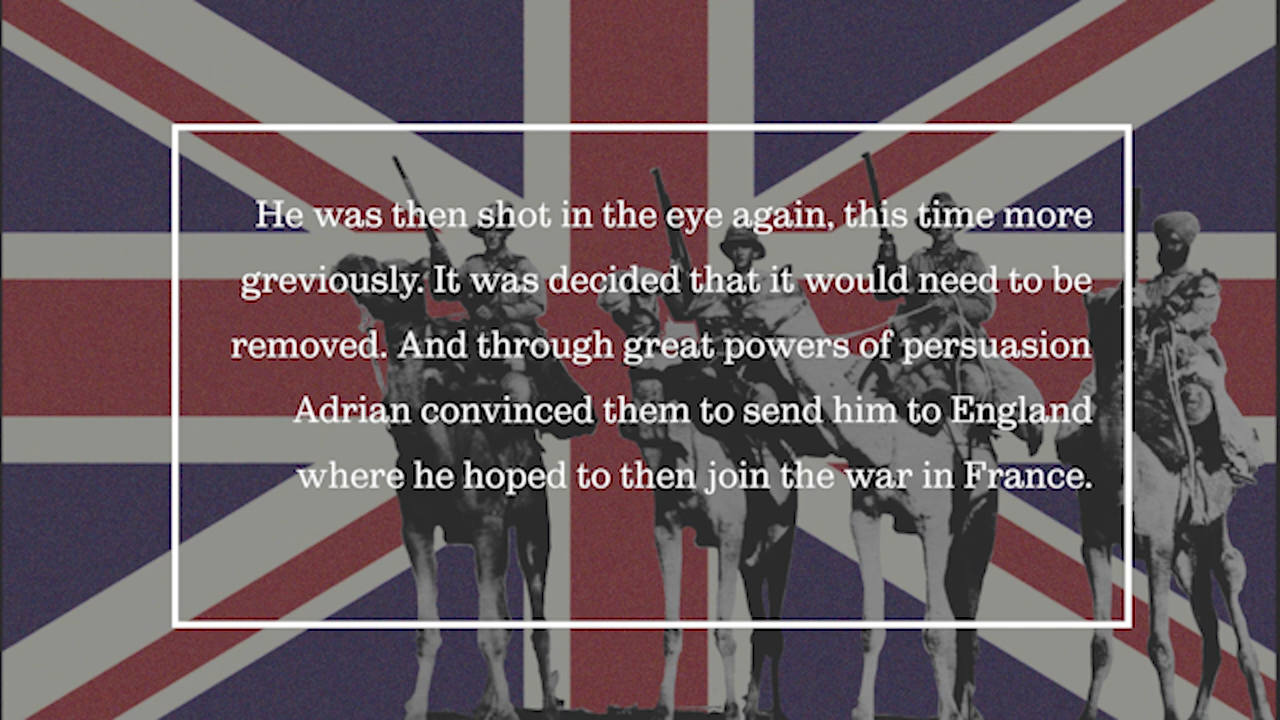 He was then shot in the eye again, this time more
greviously. It was decided that it would need to be
removed. And through great powers of persuasion
Adrian convinced them to send him to England
where he hoped to then join the war in France.